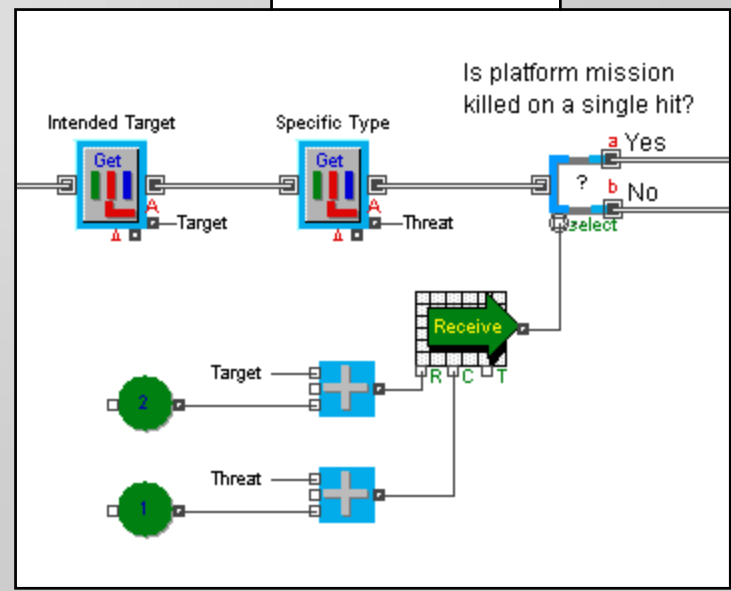 Is platform mission
killed on a single hit?
Intended Target
Specific Type
a Yes
Get
Get
?
b No
A
A
Target
Threat
select
A
A
Receive
Target
R C T
2
Threat
1